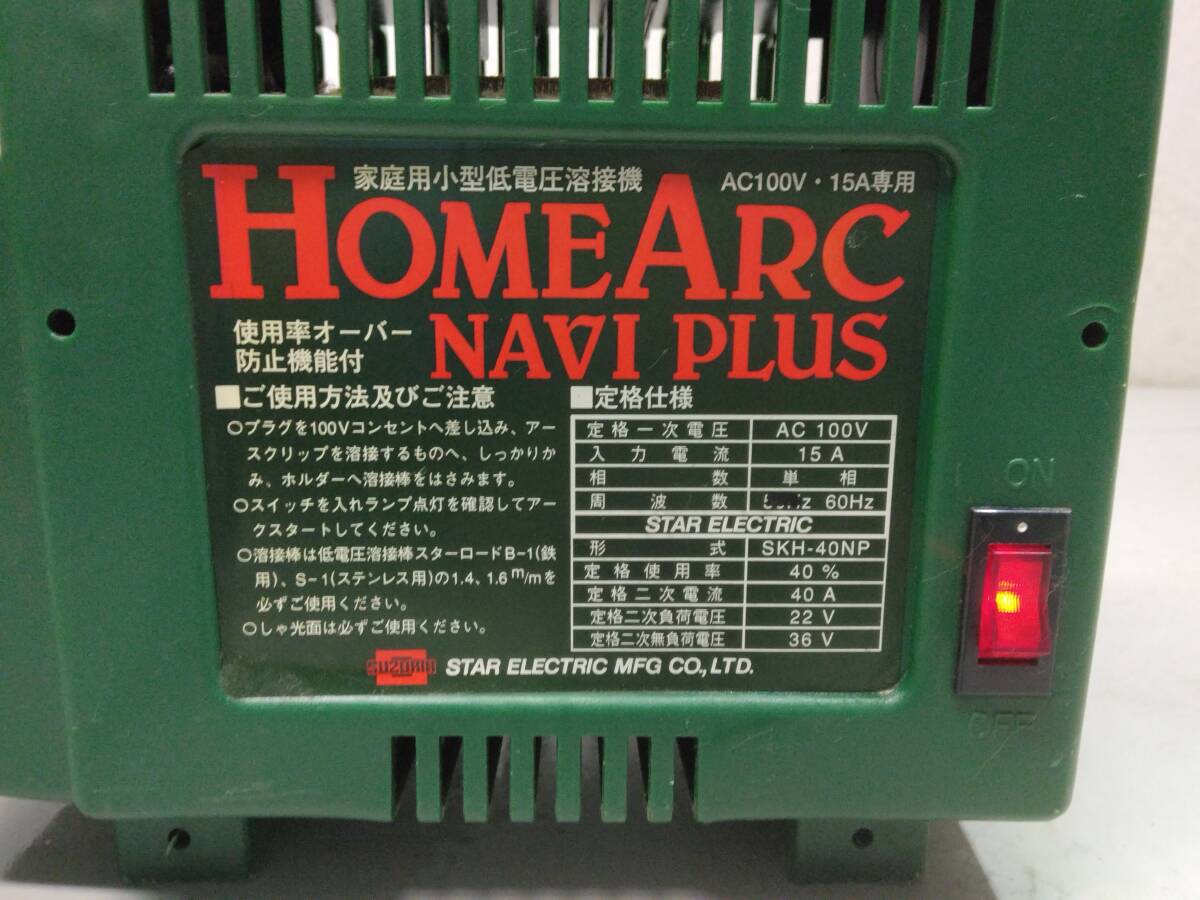 家庭用小型低電圧溶接機 AC100V・15A専用
HOMEARC
使用率オーバー
防止機能付
NAVI PLUS
■ご使用方法及びご注意
○プラグを100Vコンセントへ差し込み、アー
スクリップを溶接するものへ、しっかりか
み、ホルダーへ溶接棒をはさみます。
○スイッチを入れランプ点灯を確認してアー
クスタートしてください。
○溶接棒は低電圧溶接棒スターロードB-1(鉄
用)、S-1(ステンレス用)の1.4、1.6m/mを
必ずご使用ください。
○しゃ光面は必ずご使用ください。
■定格仕様
定格一次電圧 AC 100V
入力電流 15 A
相数 単相
周波数 60Hz
STAR ELECTRIC
形式 SKH-40NP
定格使用率 40 %
定格二次電流 40 A
定格二次負荷電圧 22 V
定格二次無負荷電圧 36 V
SUZUKID STAR ELECTRIC MFG CO.,LTD.
ON
OFF